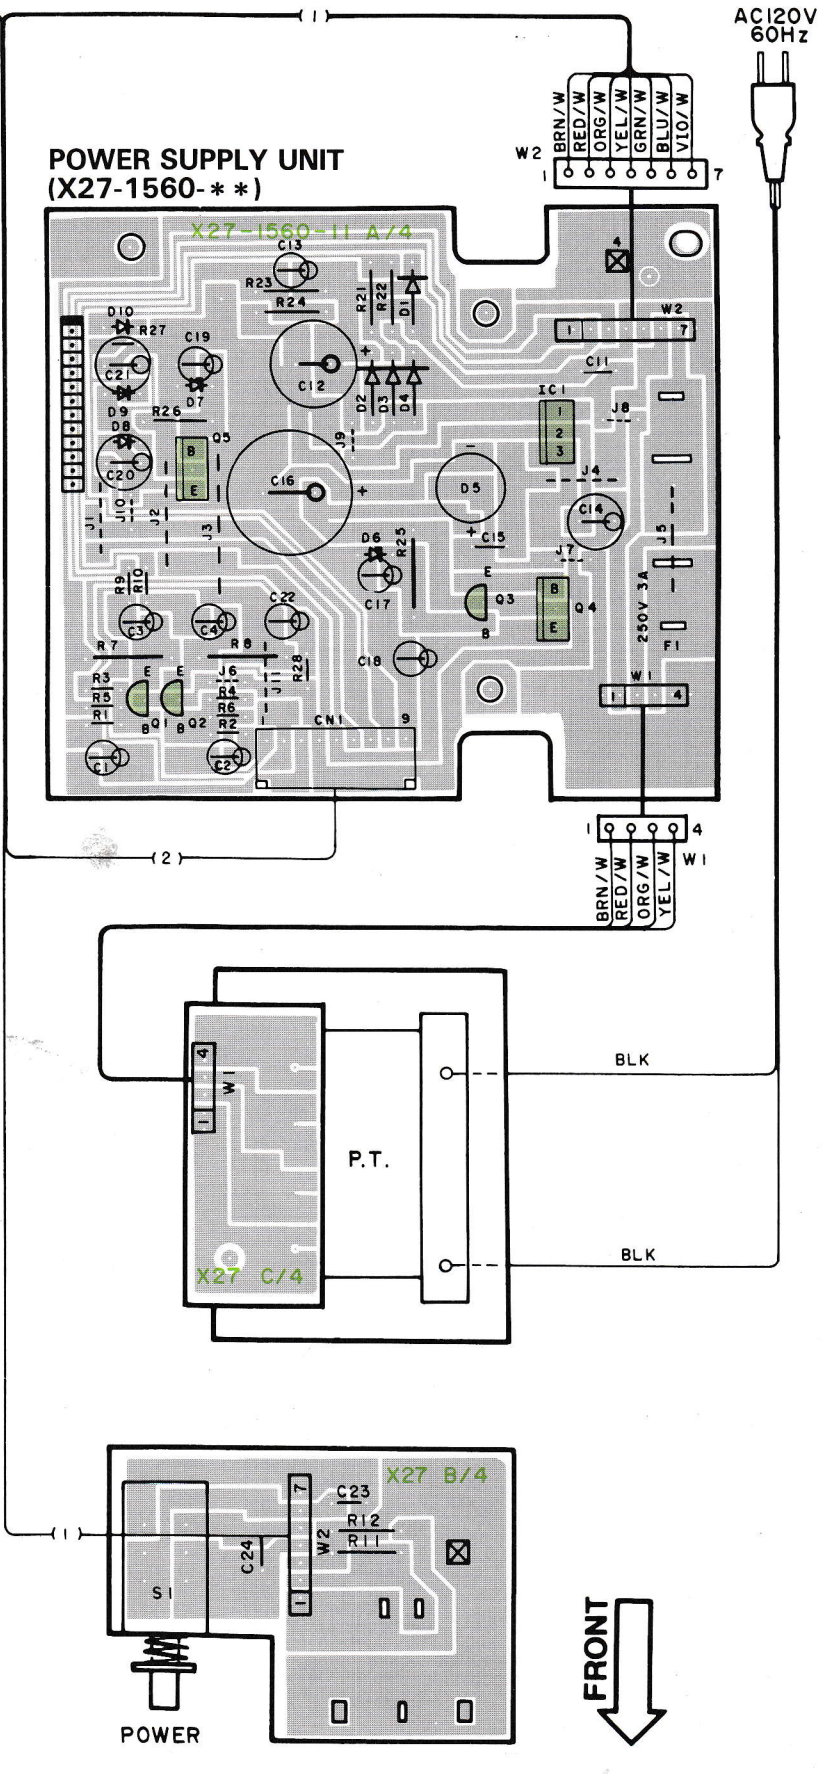 ( 1 )
AC120V
60Hz
BRN/W
RED/W
ORG/W
YEL/W
GRN/W
BLU/W
VIO/W
W2
1
7
POWER SUPPLY UNIT
(X27-1560-**)
X27-1560-11 A/4
4
C13
R23
R24
R21
R22
D1
D10
R27
C19
C21
D7
D9
D8
C20
R26
Q5
B
E
C12
+
D2
D3
D4
W2
1
7
C11
IC1
1
2
3
J8
J9
J4
C16
+
-
D5
+
C15
C14
J5
J7
J1
J10
J2
J3
D6
R25
C17
E
Q3
B
B
E
Q4
250V 3A
F1
R9
R10
C3
C4
C22
R7
R8
C18
R3
R5
R1
E
E
B
Q1
B
Q2
J6
R4
R6
R2
J11
R28
CN1
9
W1
1
4
C1
C2
1
4
W1
( 2 )
BRN/W
RED/W
ORG/W
YEL/W
4
W1
1
P.T.
BLK
BLK
X27 C/4
X27 B/4
7
C23
R12
R11
W2
C24
1
( 1 )
S1
POWER
FRONT